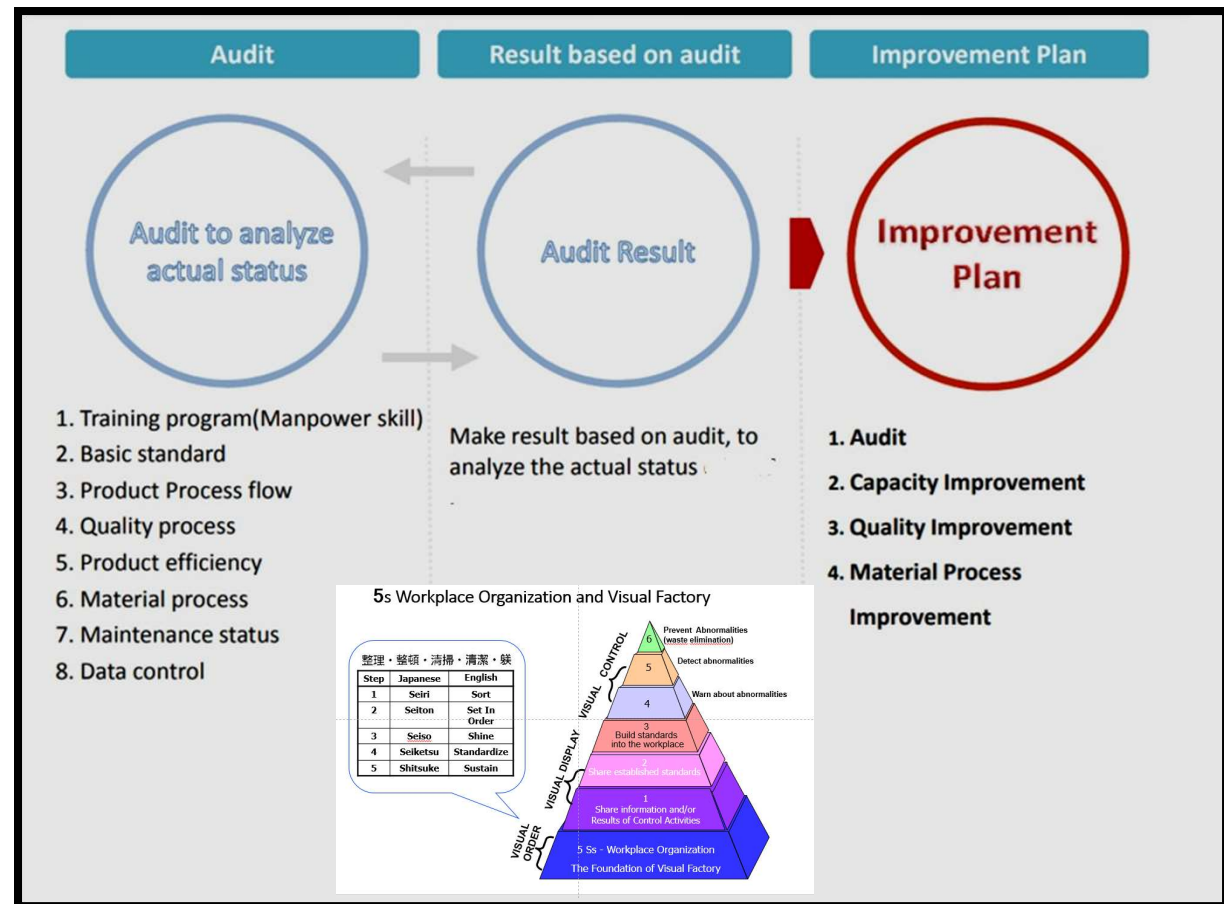 Audit
Result based on audit
Improvement Plan
Audit to analyze
actual status
Audit Result
Improvement
Plan
1. Training program(Manpower skill)
2. Basic standard
3. Product Process flow
4. Quality process
5. Product efficiency
6. Material process
7. Maintenance status
8. Data control
Make result based on audit, to
analyze the actual status
1. Audit
2. Capacity Improvement
3. Quality Improvement
4. Material Process
Improvement
5s Workplace Organization and Visual Factory
整理・整頓・清掃・清潔・躾
Step Japanese English
1 Seiri Sort
2 Seiton Set In
Order
3 Seiso Shine
4 Seiketsu Standardize
5 Shitsuke Sustain
VISUAL CONTROL
VISUAL DISPLAY
VISUAL
ORDER
6
Prevent Abnormalities
(waste elimination)
5
Detect abnormalities
4
Warn about abnormalities
3
Build standards
into the workplace
2
Share established standards
1
Share information and/or
Results of Control Activities
5 Ss - Workplace Organization
The Foundation of Visual Factory